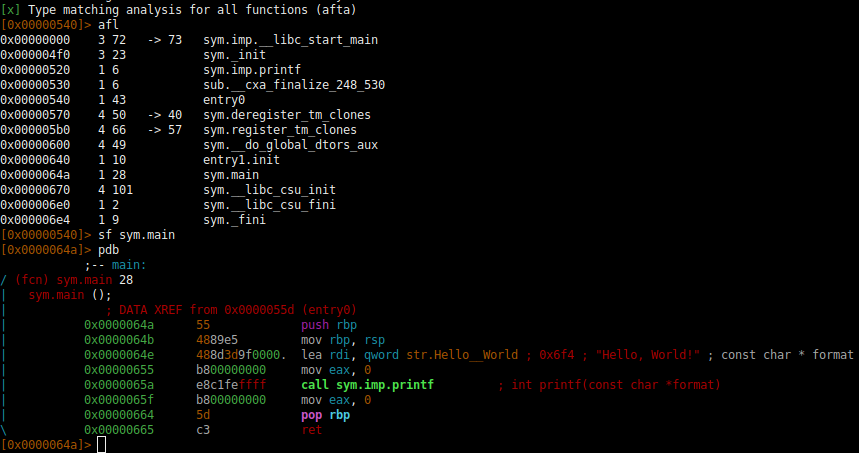 [x] Type matching analysis for all functions (afta)
[0x00000540]> afl
0x00000000    3 72   -> 73   sym.imp.__libc_start_main
0x000004f0    3 23           sym._init
0x00000520    1 6            sym.imp.printf
0x00000530    1 6            sub.__cxa_finalize_248_530
0x00000540    1 43           entry0
0x00000570    4 50   -> 40   sym.deregister_tm_clones
0x000005b0    4 66   -> 57   sym.register_tm_clones
0x00000600    4 49           sym.__do_global_dtors_aux
0x00000640    1 10           entry1.init
0x0000064a    1 28           sym.main
0x00000670    4 101          sym.__libc_csu_init
0x000006e0    1 2            sym.__libc_csu_fini
0x000006e4    1 9            sym._fini
[0x00000540]> sf sym.main
[0x0000064a]> pdb
            ;-- main:
/ (fcn) sym.main 28
|   sym.main ();
|              ; DATA XREF from 0x0000055d (entry0)
|           0x0000064a      55             push rbp
|           0x0000064b      4889e5         mov rbp, rsp
|           0x0000064e      488d3d9f0000.  lea rdi, qword str.Hello__World ; 0x6f4 ; "Hello, World!" ; const char * format
|           0x00000655      b800000000     mov eax, 0
|           0x0000065a      e8c1feffff     call sym.imp.printf         ; int printf(const char *format)
|           0x0000065f      b800000000     mov eax, 0
|           0x00000664      5d             pop rbp
\           0x00000665      c3             ret
[0x0000064a]>